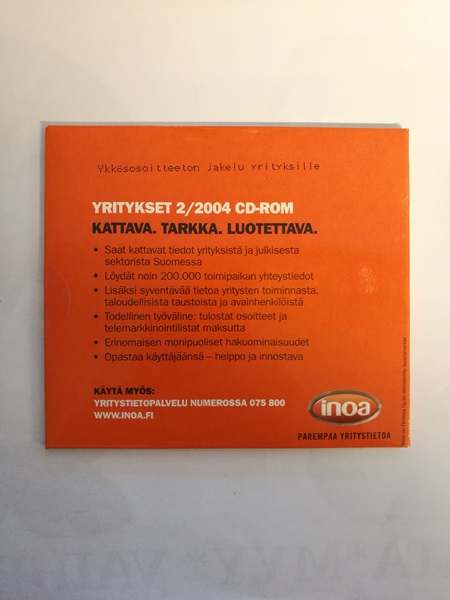 Ykkösosoitteeton jakelu yrityksille
YRITYKSET 2/2004 CD-ROM
KATTAVA. TARKKA. LUOTETTAVA.
• Saat kattavat tiedot yrityksistä ja julkisesta
sektorista Suomessa
• Löydät noin 200.000 toimipaikan yhteystiedot
• Lisäksi syventävää tietoa yritysten toiminnasta,
taloudellisista taustoista ja avainhenkilöistä
• Todellinen työväline: tulostat osoitteet ja
telemarkkinointilistat maksutta
• Erinomaisen monipuoliset hakuominaisuudet
• Opastaa käyttäjäänsä – helppo ja innostava
KÄYTÄ MYÖS:
YRITYSTIETOPALVELU NUMEROSSA 075 800
WWW.INOA.FI
inoa
PAREMPAA YRITYSTIETOA